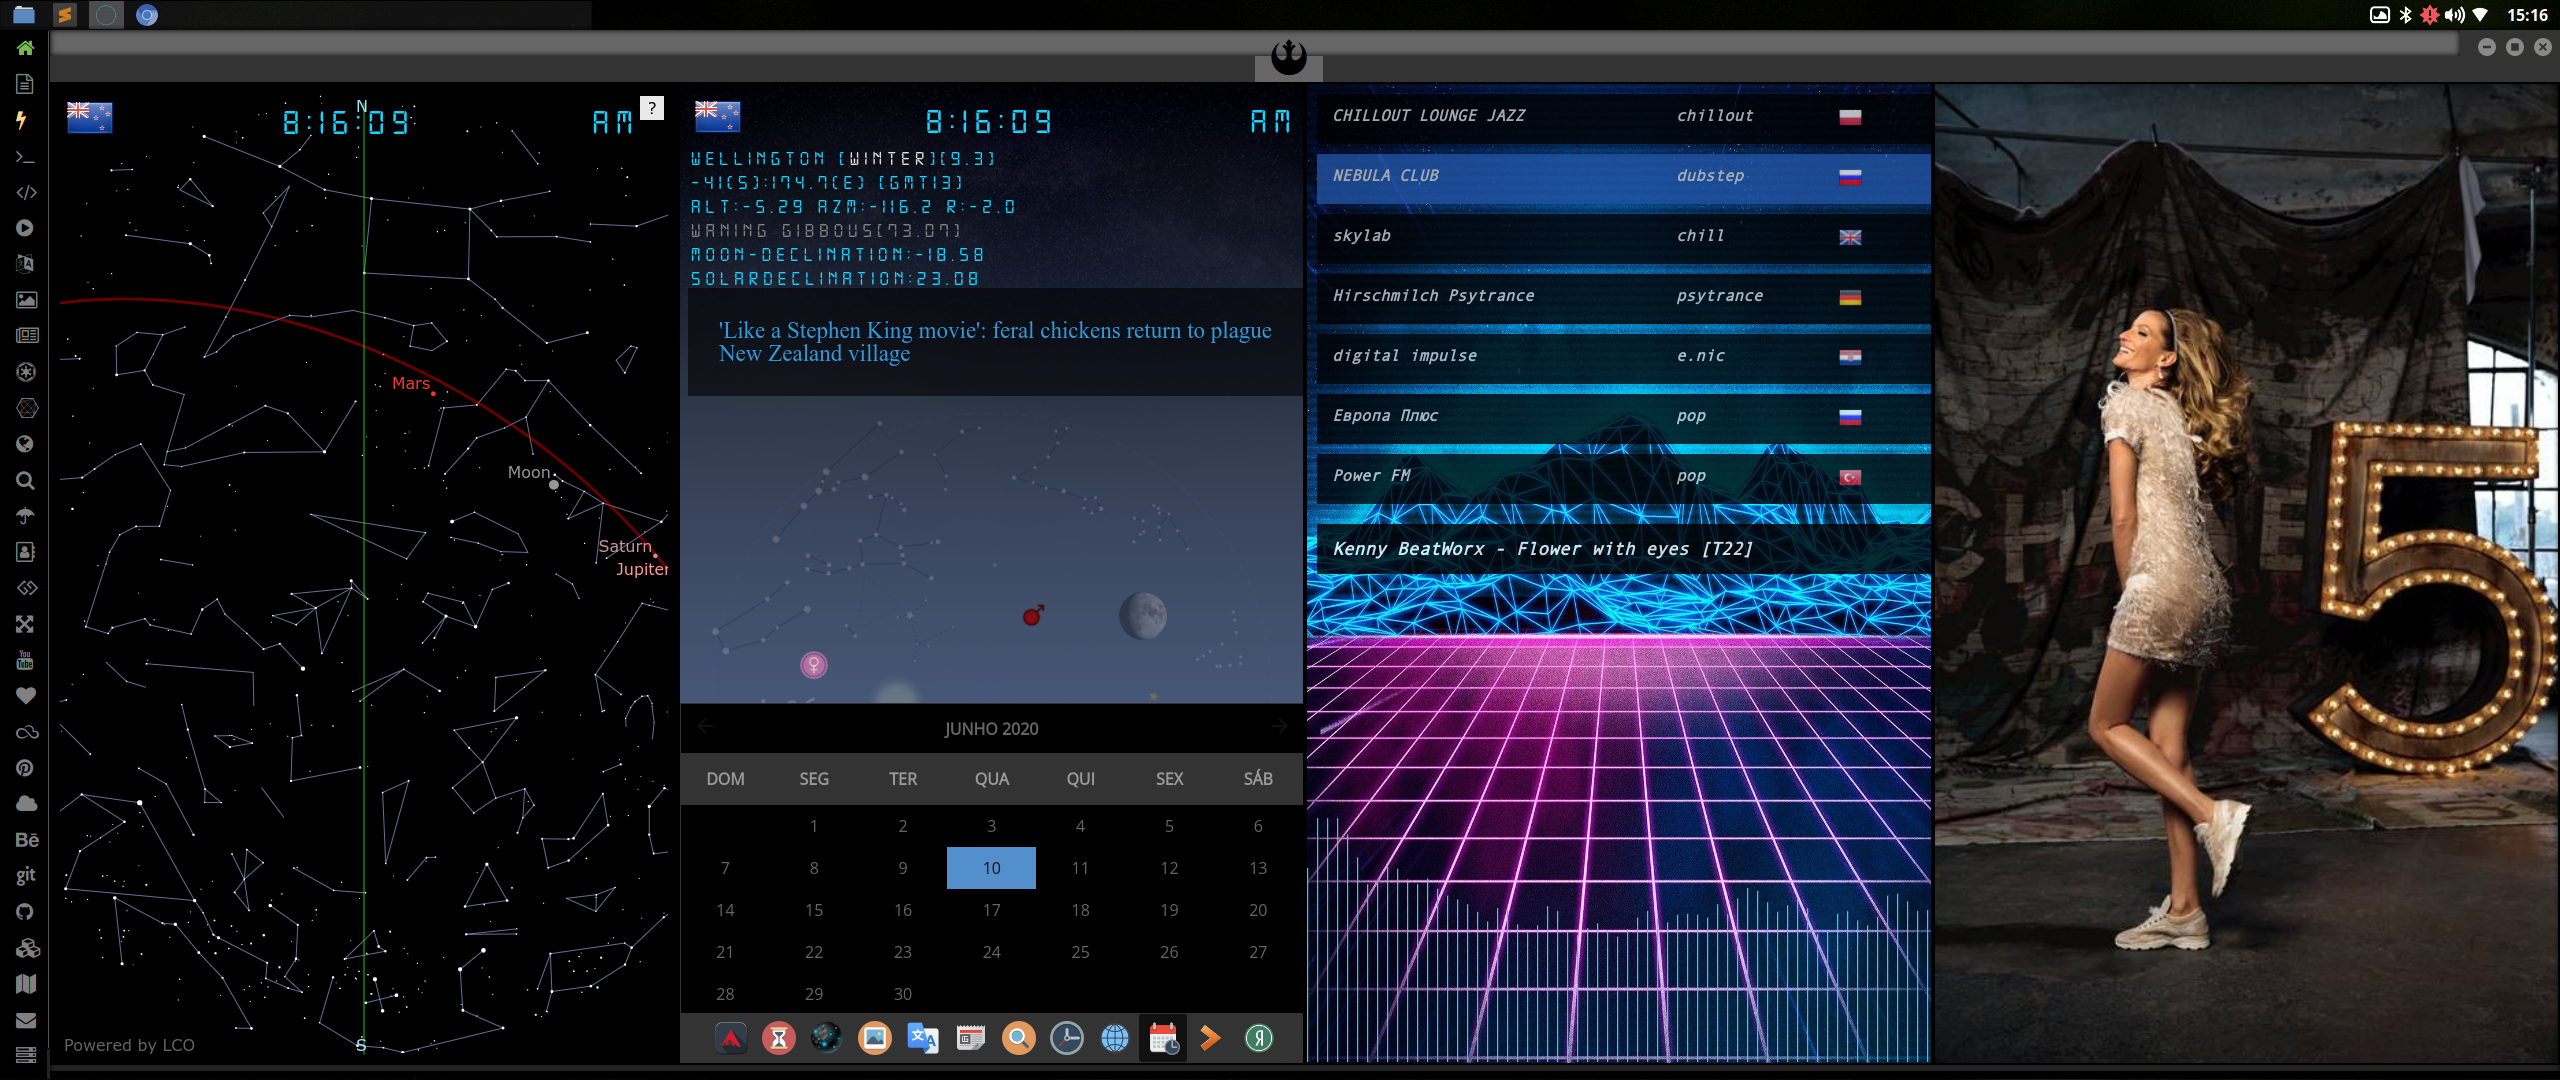 15:16
N
8:16:09
AM
?
Mars
Moon
Saturn
Jupiter
S
Powered by LCO
8:16:09
AM
WELLINGTON [WINTER][9.3]
-41(S):174.7(E) [GMT13]
ALT:-5.29 AZM:-116.2 R:-2.0
WANING GIBBOUS[73.07]
MOON-DECLINATION:-18.58
SOLARDECLINATION:23.08
'Like a Stephen King movie': feral chickens return to plague
New Zealand village
JUNHO 2020
DOM SEG TER QUA QUI SEX SÁB
1 2 3 4 5 6
7 8 9 10 11 12 13
14 15 16 17 18 19 20
21 22 23 24 25 26 27
28 29 30
CHILLOUT LOUNGE JAZZ chillout
NEBULA CLUB dubstep
skylab chill
Hirschmilch Psytrance psytrance
digital impulse e.nic
Европа Плюс pop
Power FM pop
Kenny BeatWorx - Flower with eyes [T22]
5
You
Tube
Bē
git
Я